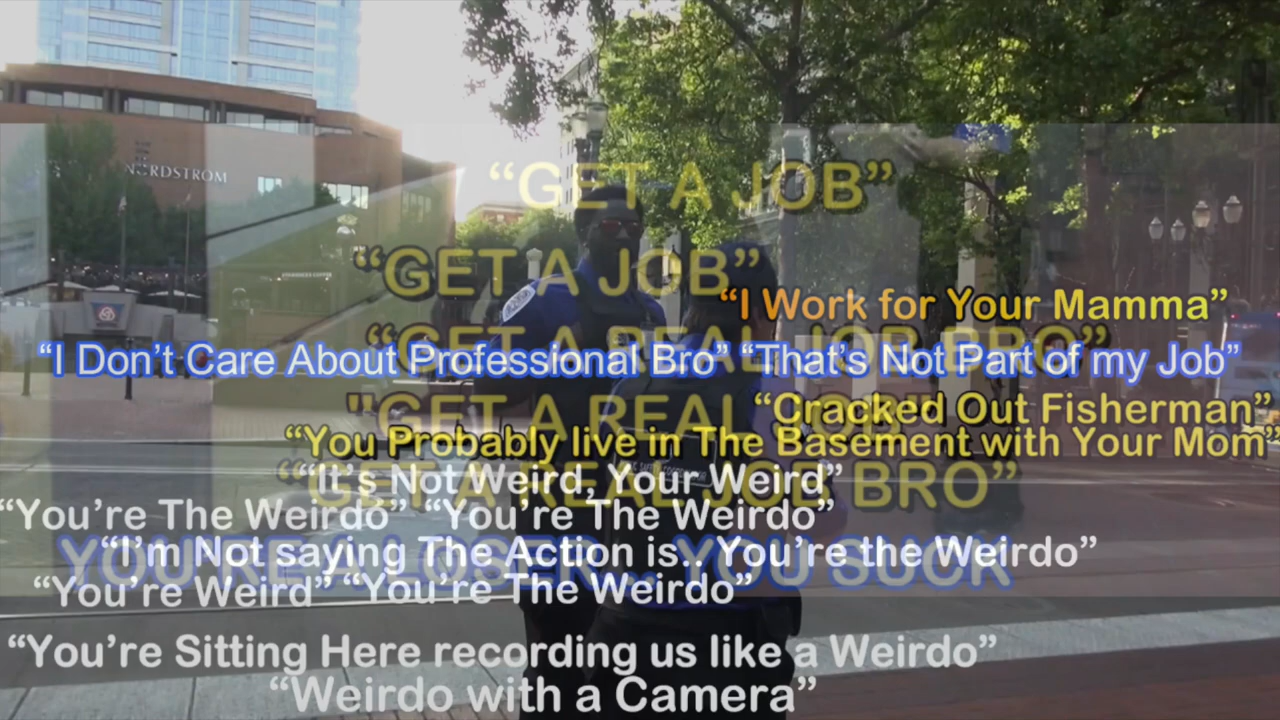 “GET A JOB”
NORDSTROM
“GET A JOB”
“I Work for Your Mamma”
“GET A REAL JOB BRO”
“I Don’t Care About Professional Bro” “That’s Not Part of my Job”
"GET A REAL JOB"
“Cracked Out Fisherman”
“You Probably live in The Basement with Your Mom”
“GET A REAL JOB BRO”
“It’s Not Weird, Your Weird”
“You’re The Weirdo” “You’re The Weirdo”
“I’m Not saying The Action is.. You’re the Weirdo”
YOU'RE A LOSER... YOU SUCK
“You’re Weird” “You’re The Weirdo”
“You’re Sitting Here recording us like a Weirdo”
“Weirdo with a Camera”